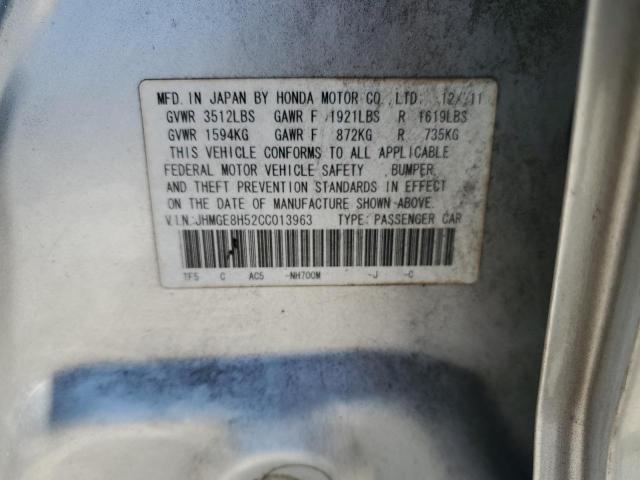 MFD. IN JAPAN BY HONDA MOTOR CO., LTD. 12/11
GVWR 3512LBS GAWR F 1921LBS R 1619LBS
GVWR 1594KG GAWR F 872KG R 735KG
THIS VEHICLE CONFORMS TO ALL APPLICABLE
FEDERAL MOTOR VEHICLE SAFETY, BUMPER,
AND THEFT PREVENTION STANDARDS IN EFFECT
ON THE DATE OF MANUFACTURE SHOWN ABOVE.
V.I.N:JHMGE8H52CC013963 TYPE: PASSENGER CAR
TF5 C AC5 -NH700M -J -C